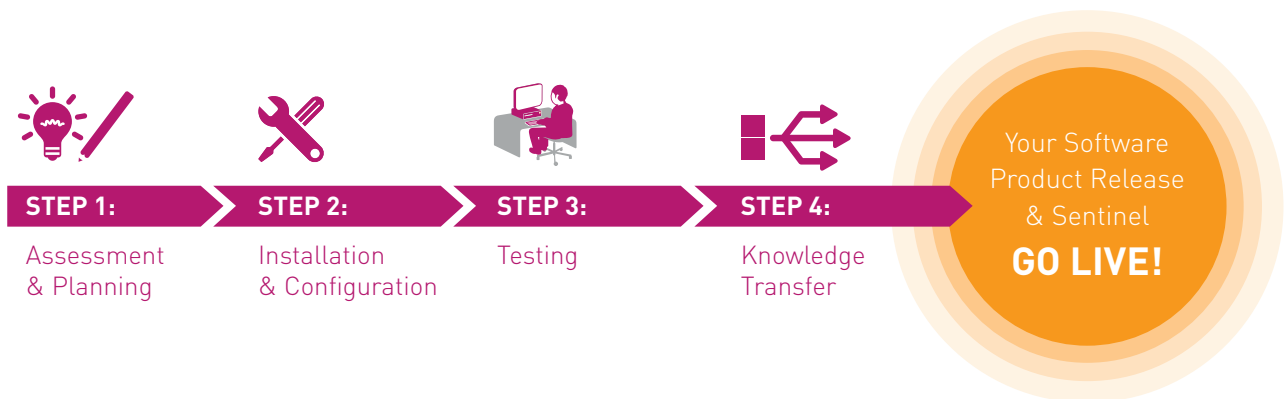 STEP 1:
Assessment
& Planning
STEP 2:
Installation
& Configuration
STEP 3:
Testing
STEP 4:
Knowledge
Transfer
Your Software
Product Release
& Sentinel
GO LIVE!